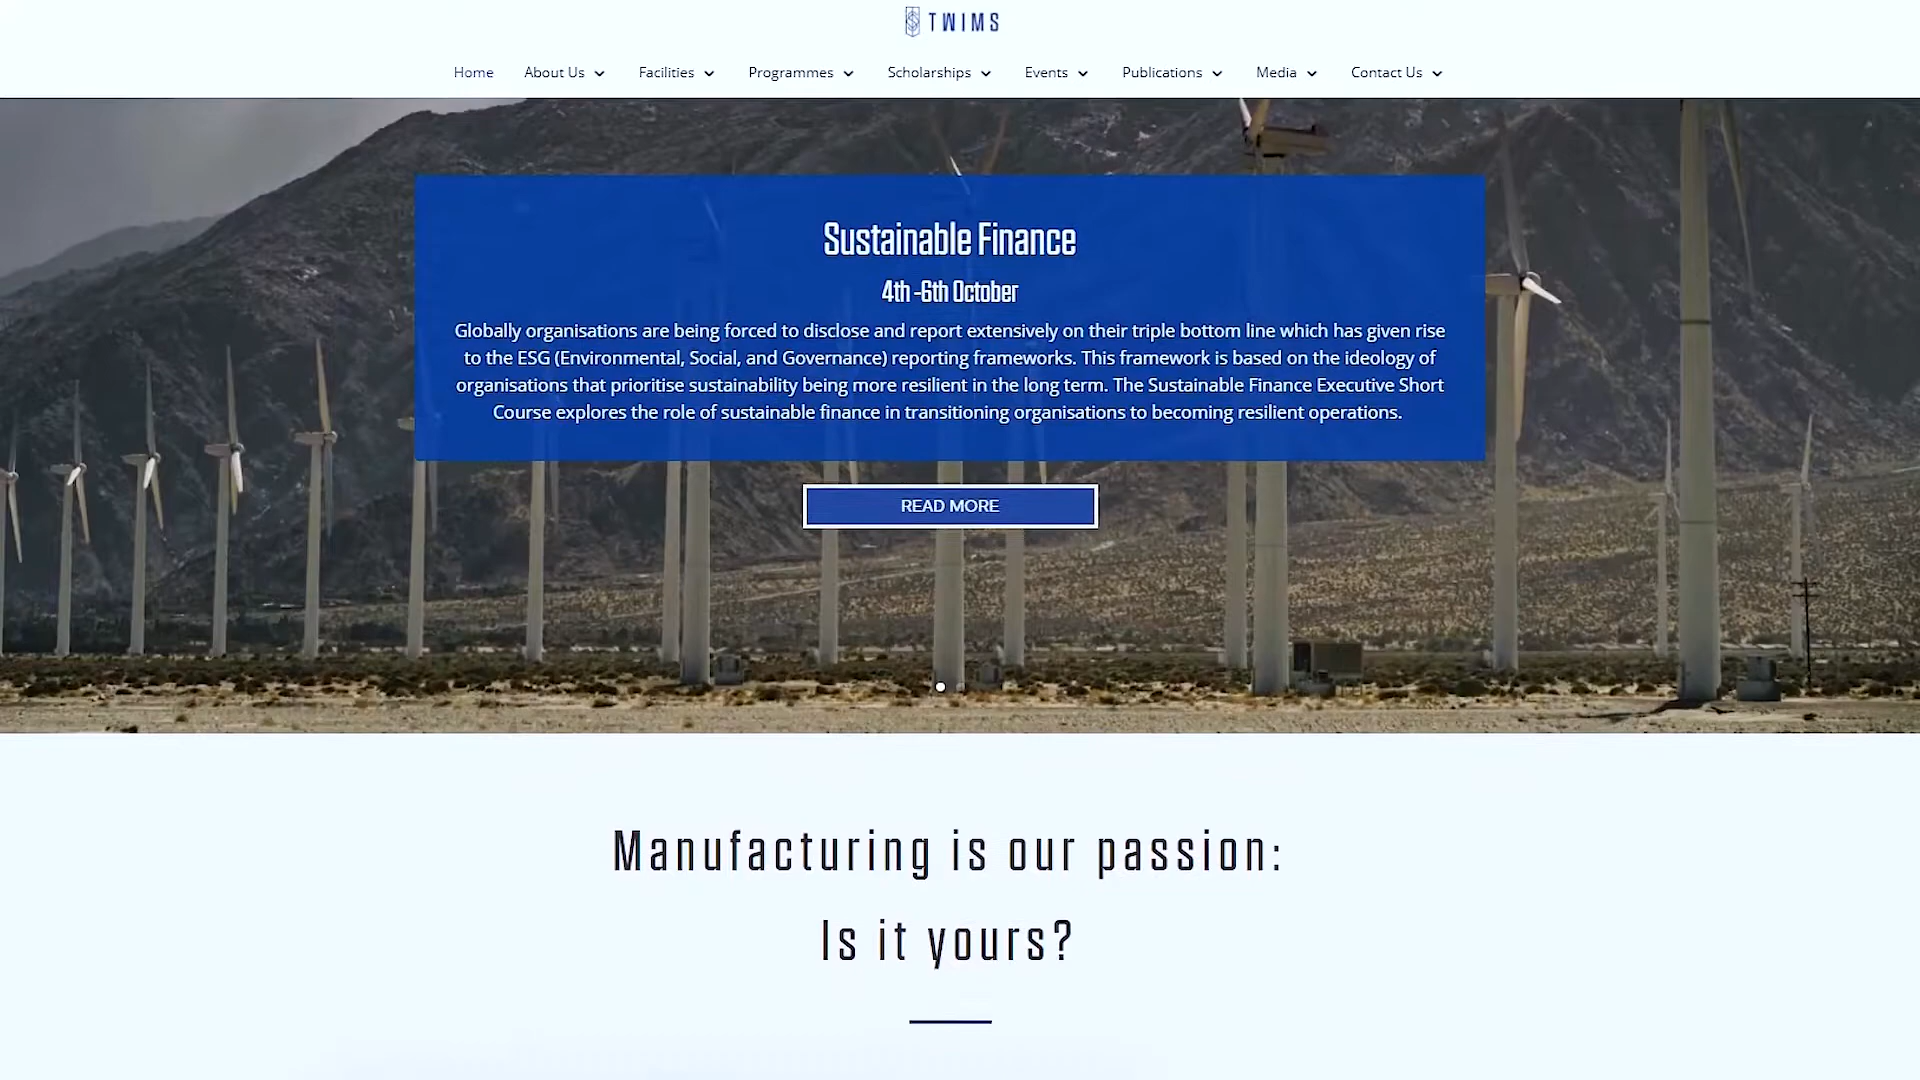 TWIMS
Home About Us Facilities Programmes Scholarships Events Publications Media Contact Us
Sustainable Finance
4th -6th October
Globally organisations are being forced to disclose and report extensively on their triple bottom line which has given rise
to the ESG (Environmental, Social, and Governance) reporting frameworks. This framework is based on the ideology of
organisations that prioritise sustainability being more resilient in the long term. The Sustainable Finance Executive Short
Course explores the role of sustainable finance in transitioning organisations to becoming resilient operations.
READ MORE
Manufacturing is our passion:
Is it yours?